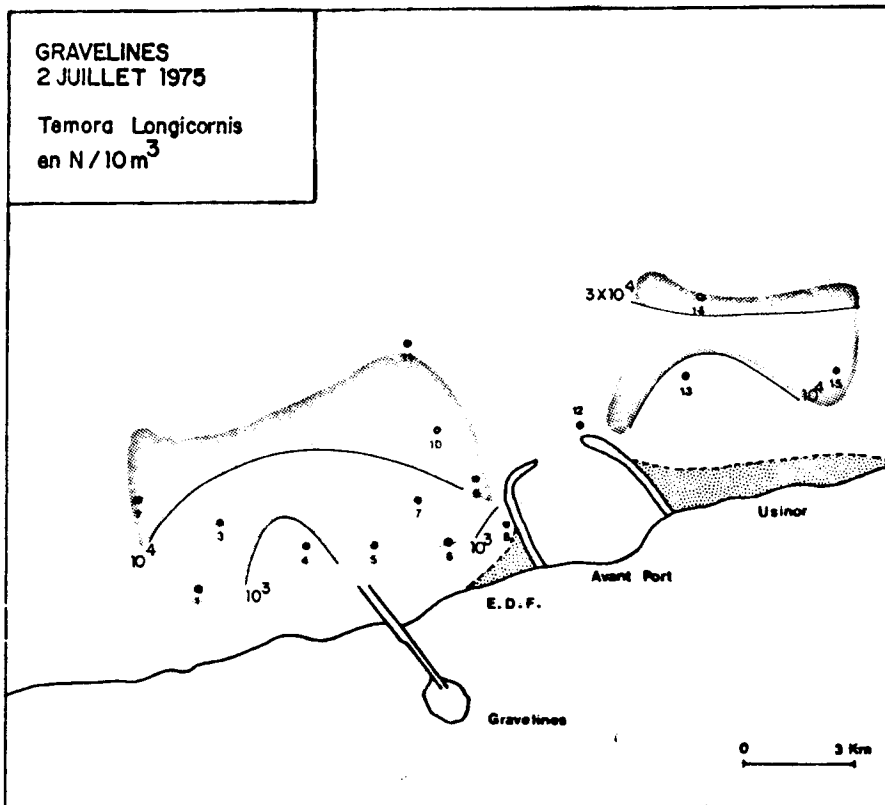 GRAVELINES
2 JUILLET 1975
Temora Longicornis
en N / 10 m³
3X10⁴
14
13
10⁴
15
12
10
7
3
4
5
6
10³
8
10⁴
10³
Usinor
Avant Port
E. D. F.
Gravelines
0 3 Km